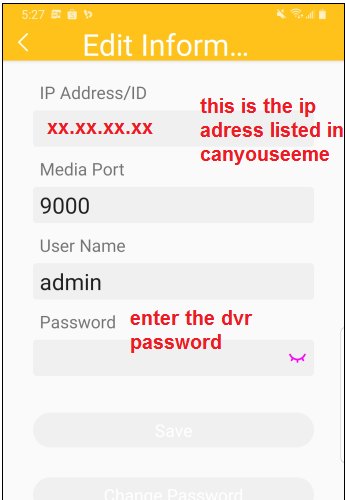 5:27
Edit Inform...
IP Address/ID
xx.xx.xx.xx
this is the ip
adress listed in
canyouseeme
Media Port
9000
User Name
admin
Password
enter the dvr
password
Save
Change Password